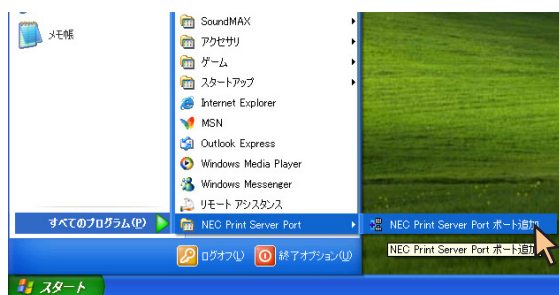 メモ帳
SoundMAX
アクセサリ
ゲーム
スタートアップ
Internet Explorer
MSN
Outlook Express
Windows Media Player
Windows Messenger
リモート アシスタンス
すべてのプログラム(P)
NEC Print Server Port
NEC Print Server Port ポート追加
NEC Print Server Port ポート追加
ログオフ(L)
終了オプション(U)
スタート